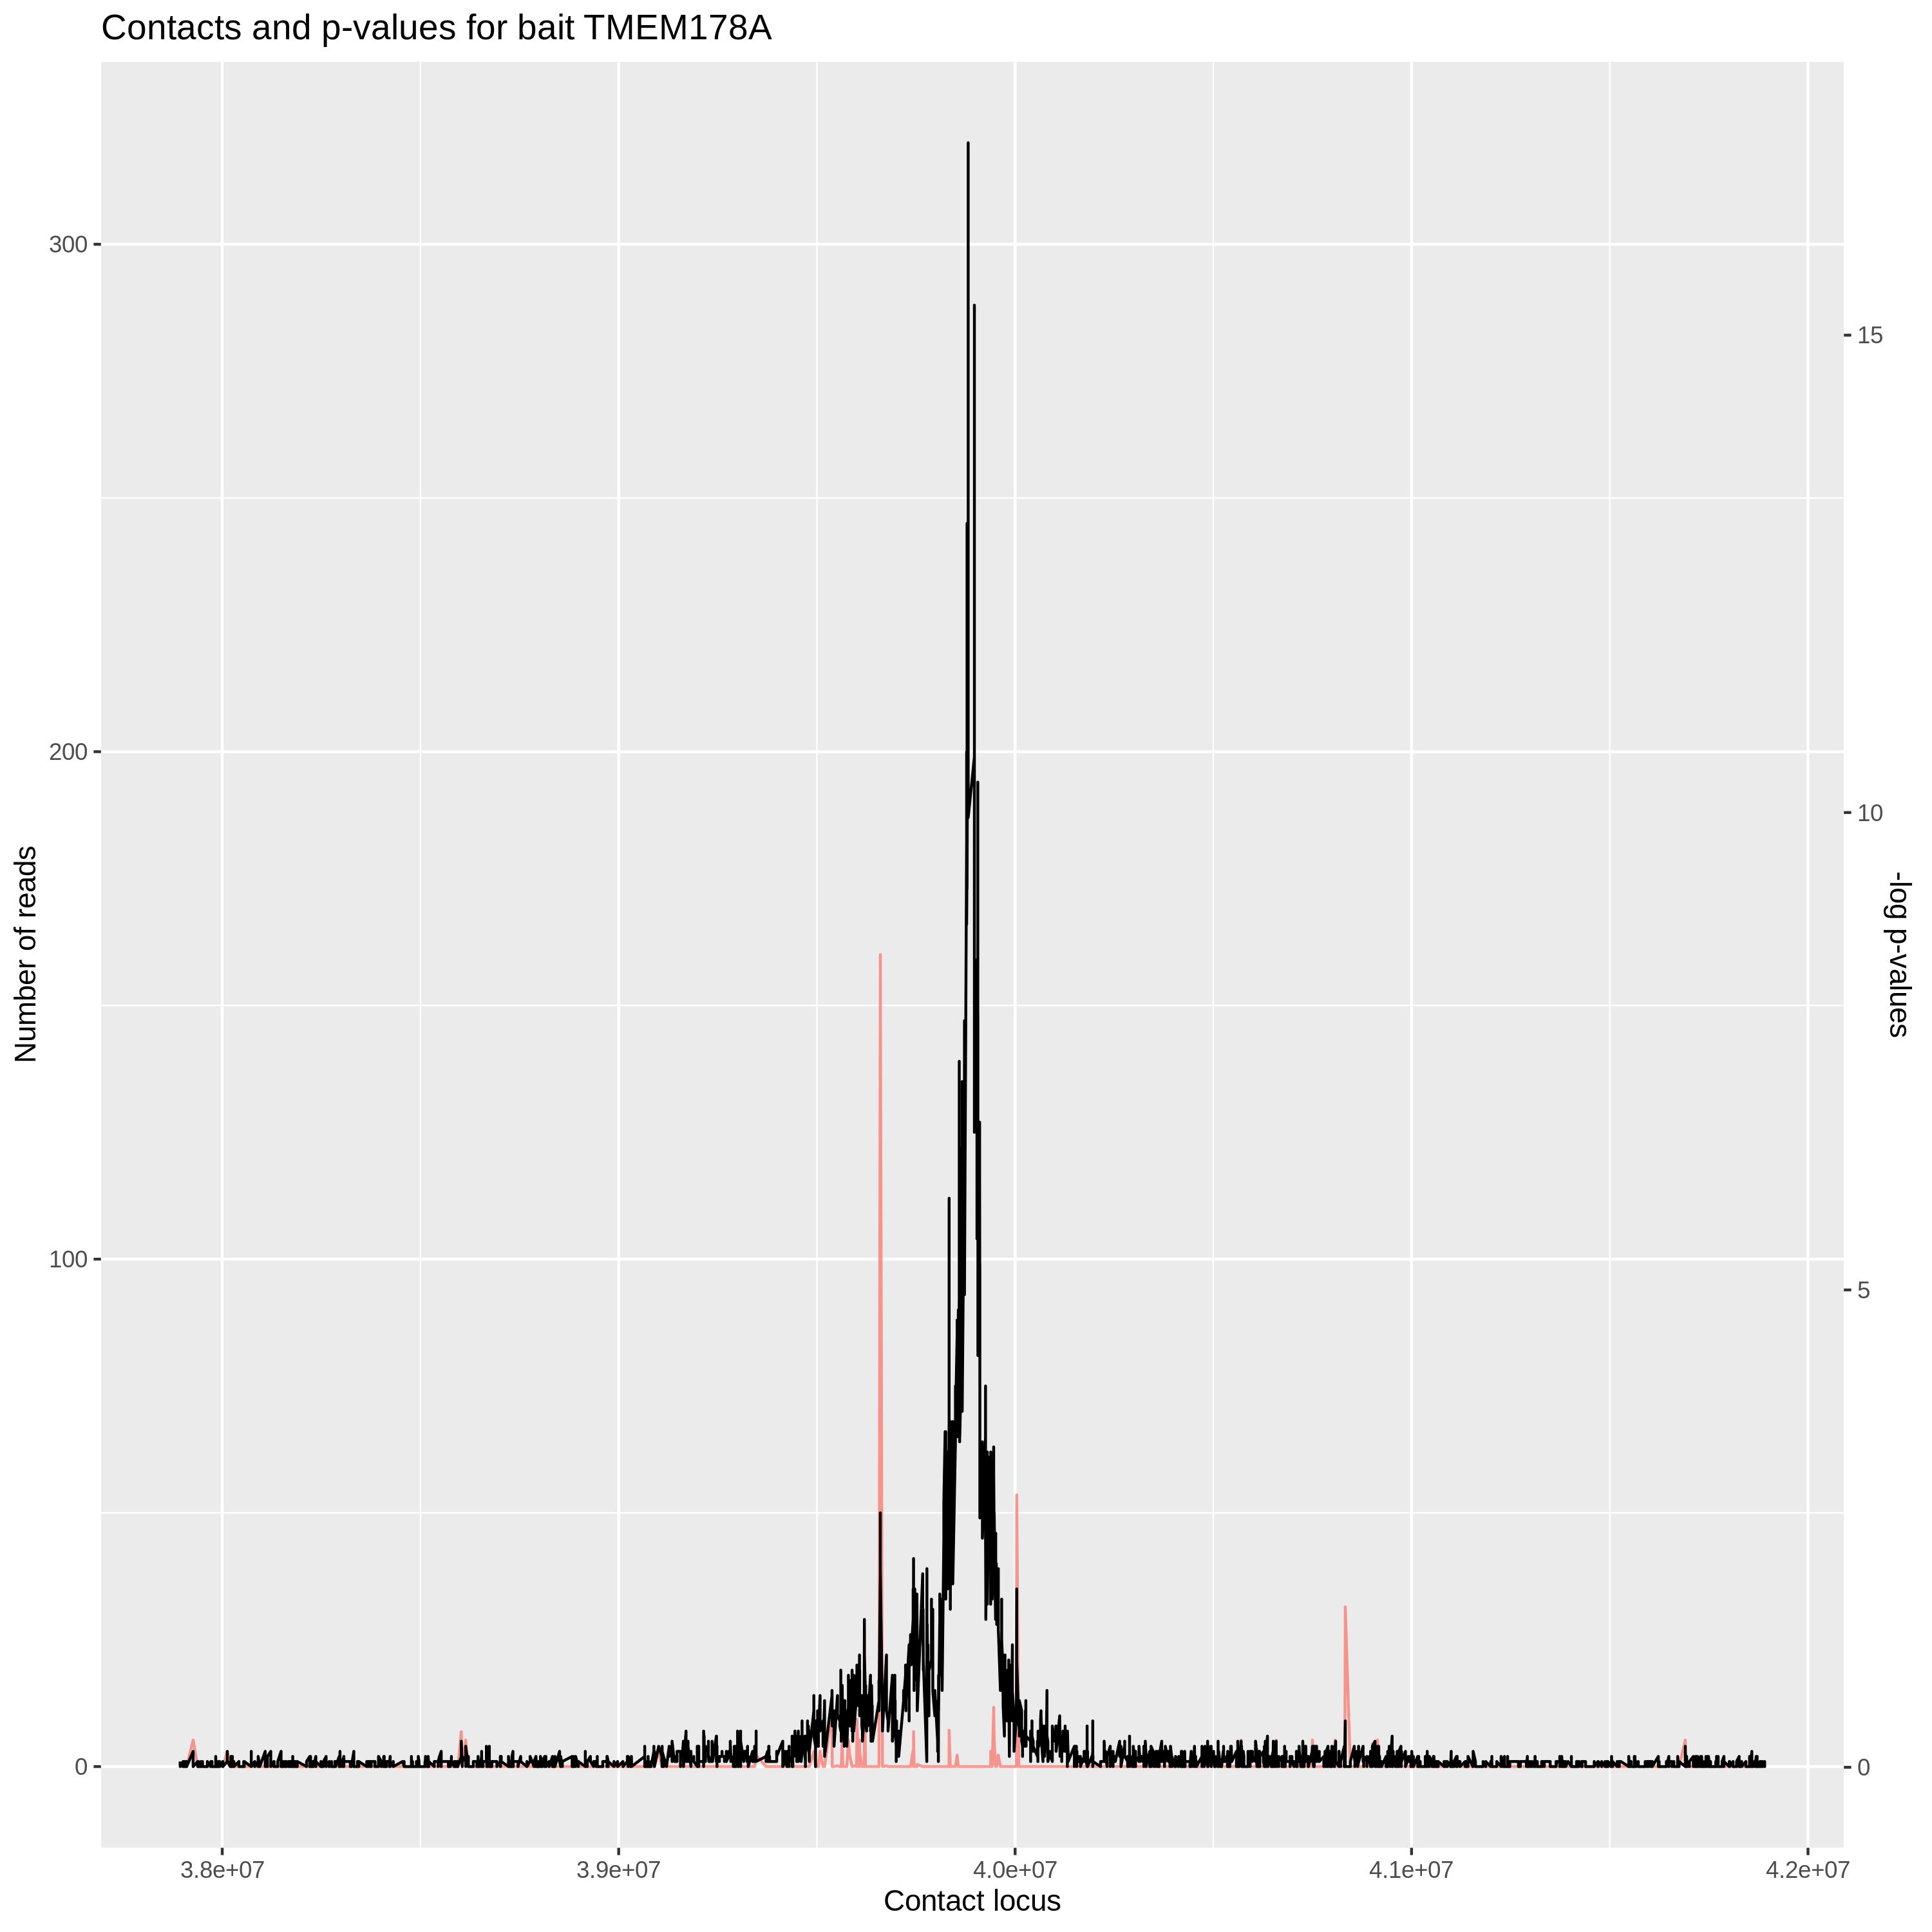 Contacts and p-values for bait TMEM178A
300
200
100
0
Number of reads
15
10
5
0
-log p-values
3.8e+07
3.9e+07
4.0e+07
4.1e+07
4.2e+07
Contact locus